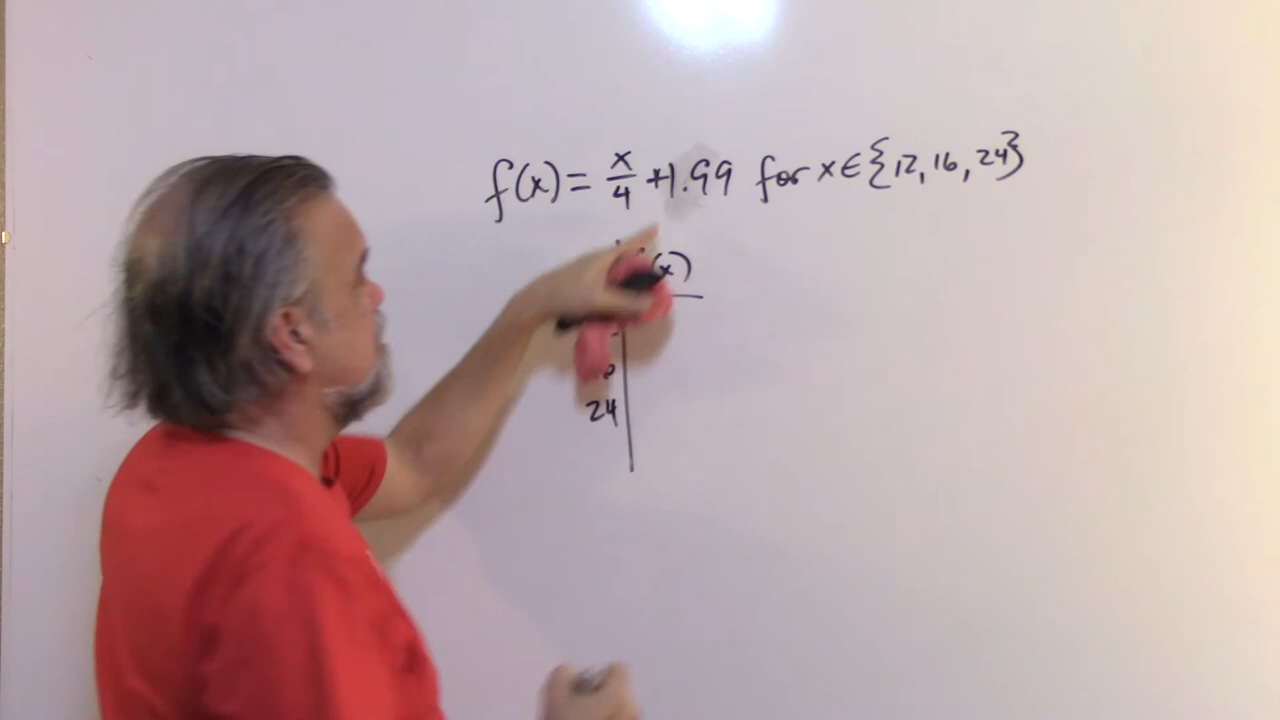 f(x) = x/4 + 1.99 for x ∈ {12, 16, 24}
(x)
24